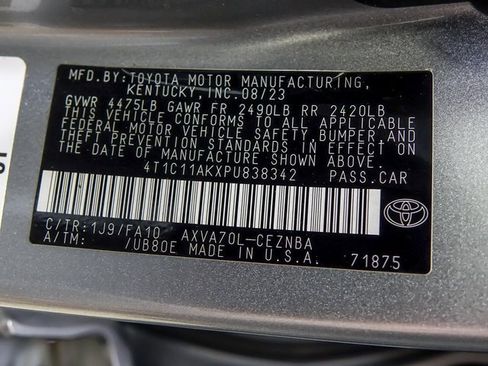 MFD.BY:TOYOTA MOTOR MANUFACTURING,
KENTUCKY,INC.08/23
GVWR 4475LB GAWR FR 2490LB RR 2420LB
THIS VEHICLE CONFORMS TO ALL APPLICABLE
FEDERAL MOTOR VEHICLE SAFETY, BUMPER,AND
THEFT PREVENTION STANDARDS IN EFFECT ON
THE DATE OF MANUFACTURE SHOWN ABOVE.
4T1C11AKXPU838342 PASS.CAR
C/TR:1J9/FA10 AXVA70L-CEZNBA
A/TM: /UB80E MADE IN U.S.A.
71875